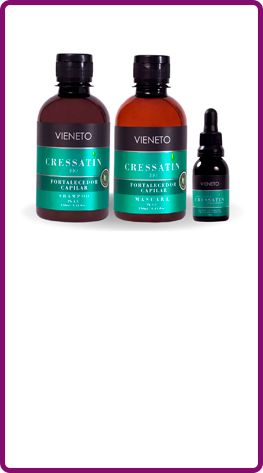 VIENETO
CRESSATIN
FORTALECEDOR
CAPILAR
SHAMPOO
VIENETO
CRESSATIN
FORTALECEDOR
CAPILAR
MÁSCARA
VIENETO
CRESSATIN